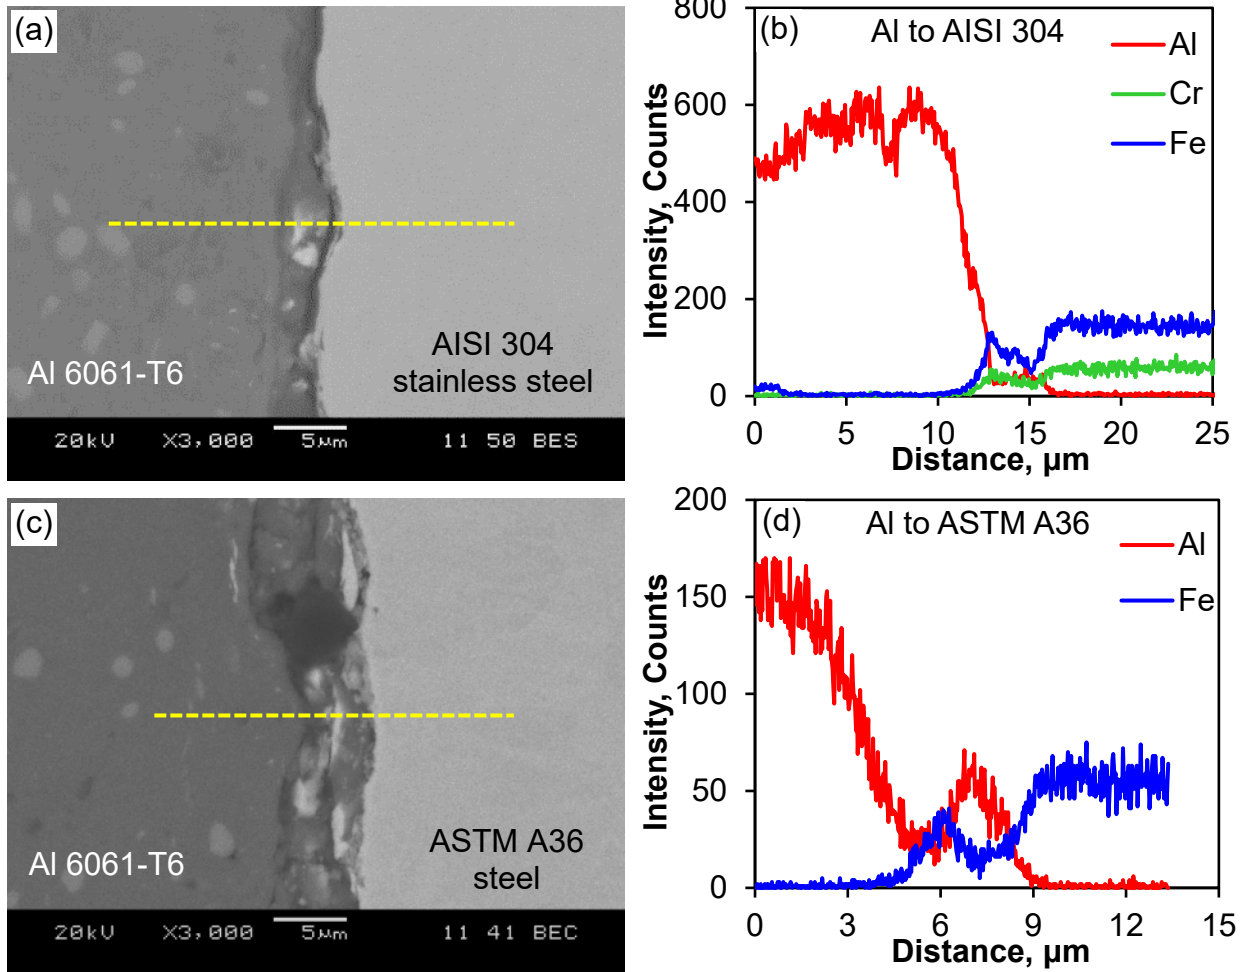 (a)
Al 6061-T6
AISI 304
stainless steel
20kV X3,000 5µm 11 50 BES
(b)
Al to AISI 304
Al
Cr
Fe
Intensity, Counts
800
600
400
200
0
0 5 10 15 20 25
Distance, µm
(c)
Al 6061-T6
ASTM A36
steel
20kV X3,000 5µm 11 41 BEC
(d)
Al to ASTM A36
Al
Fe
Intensity, Counts
200
150
100
50
0
0 3 6 9 12 15
Distance, µm